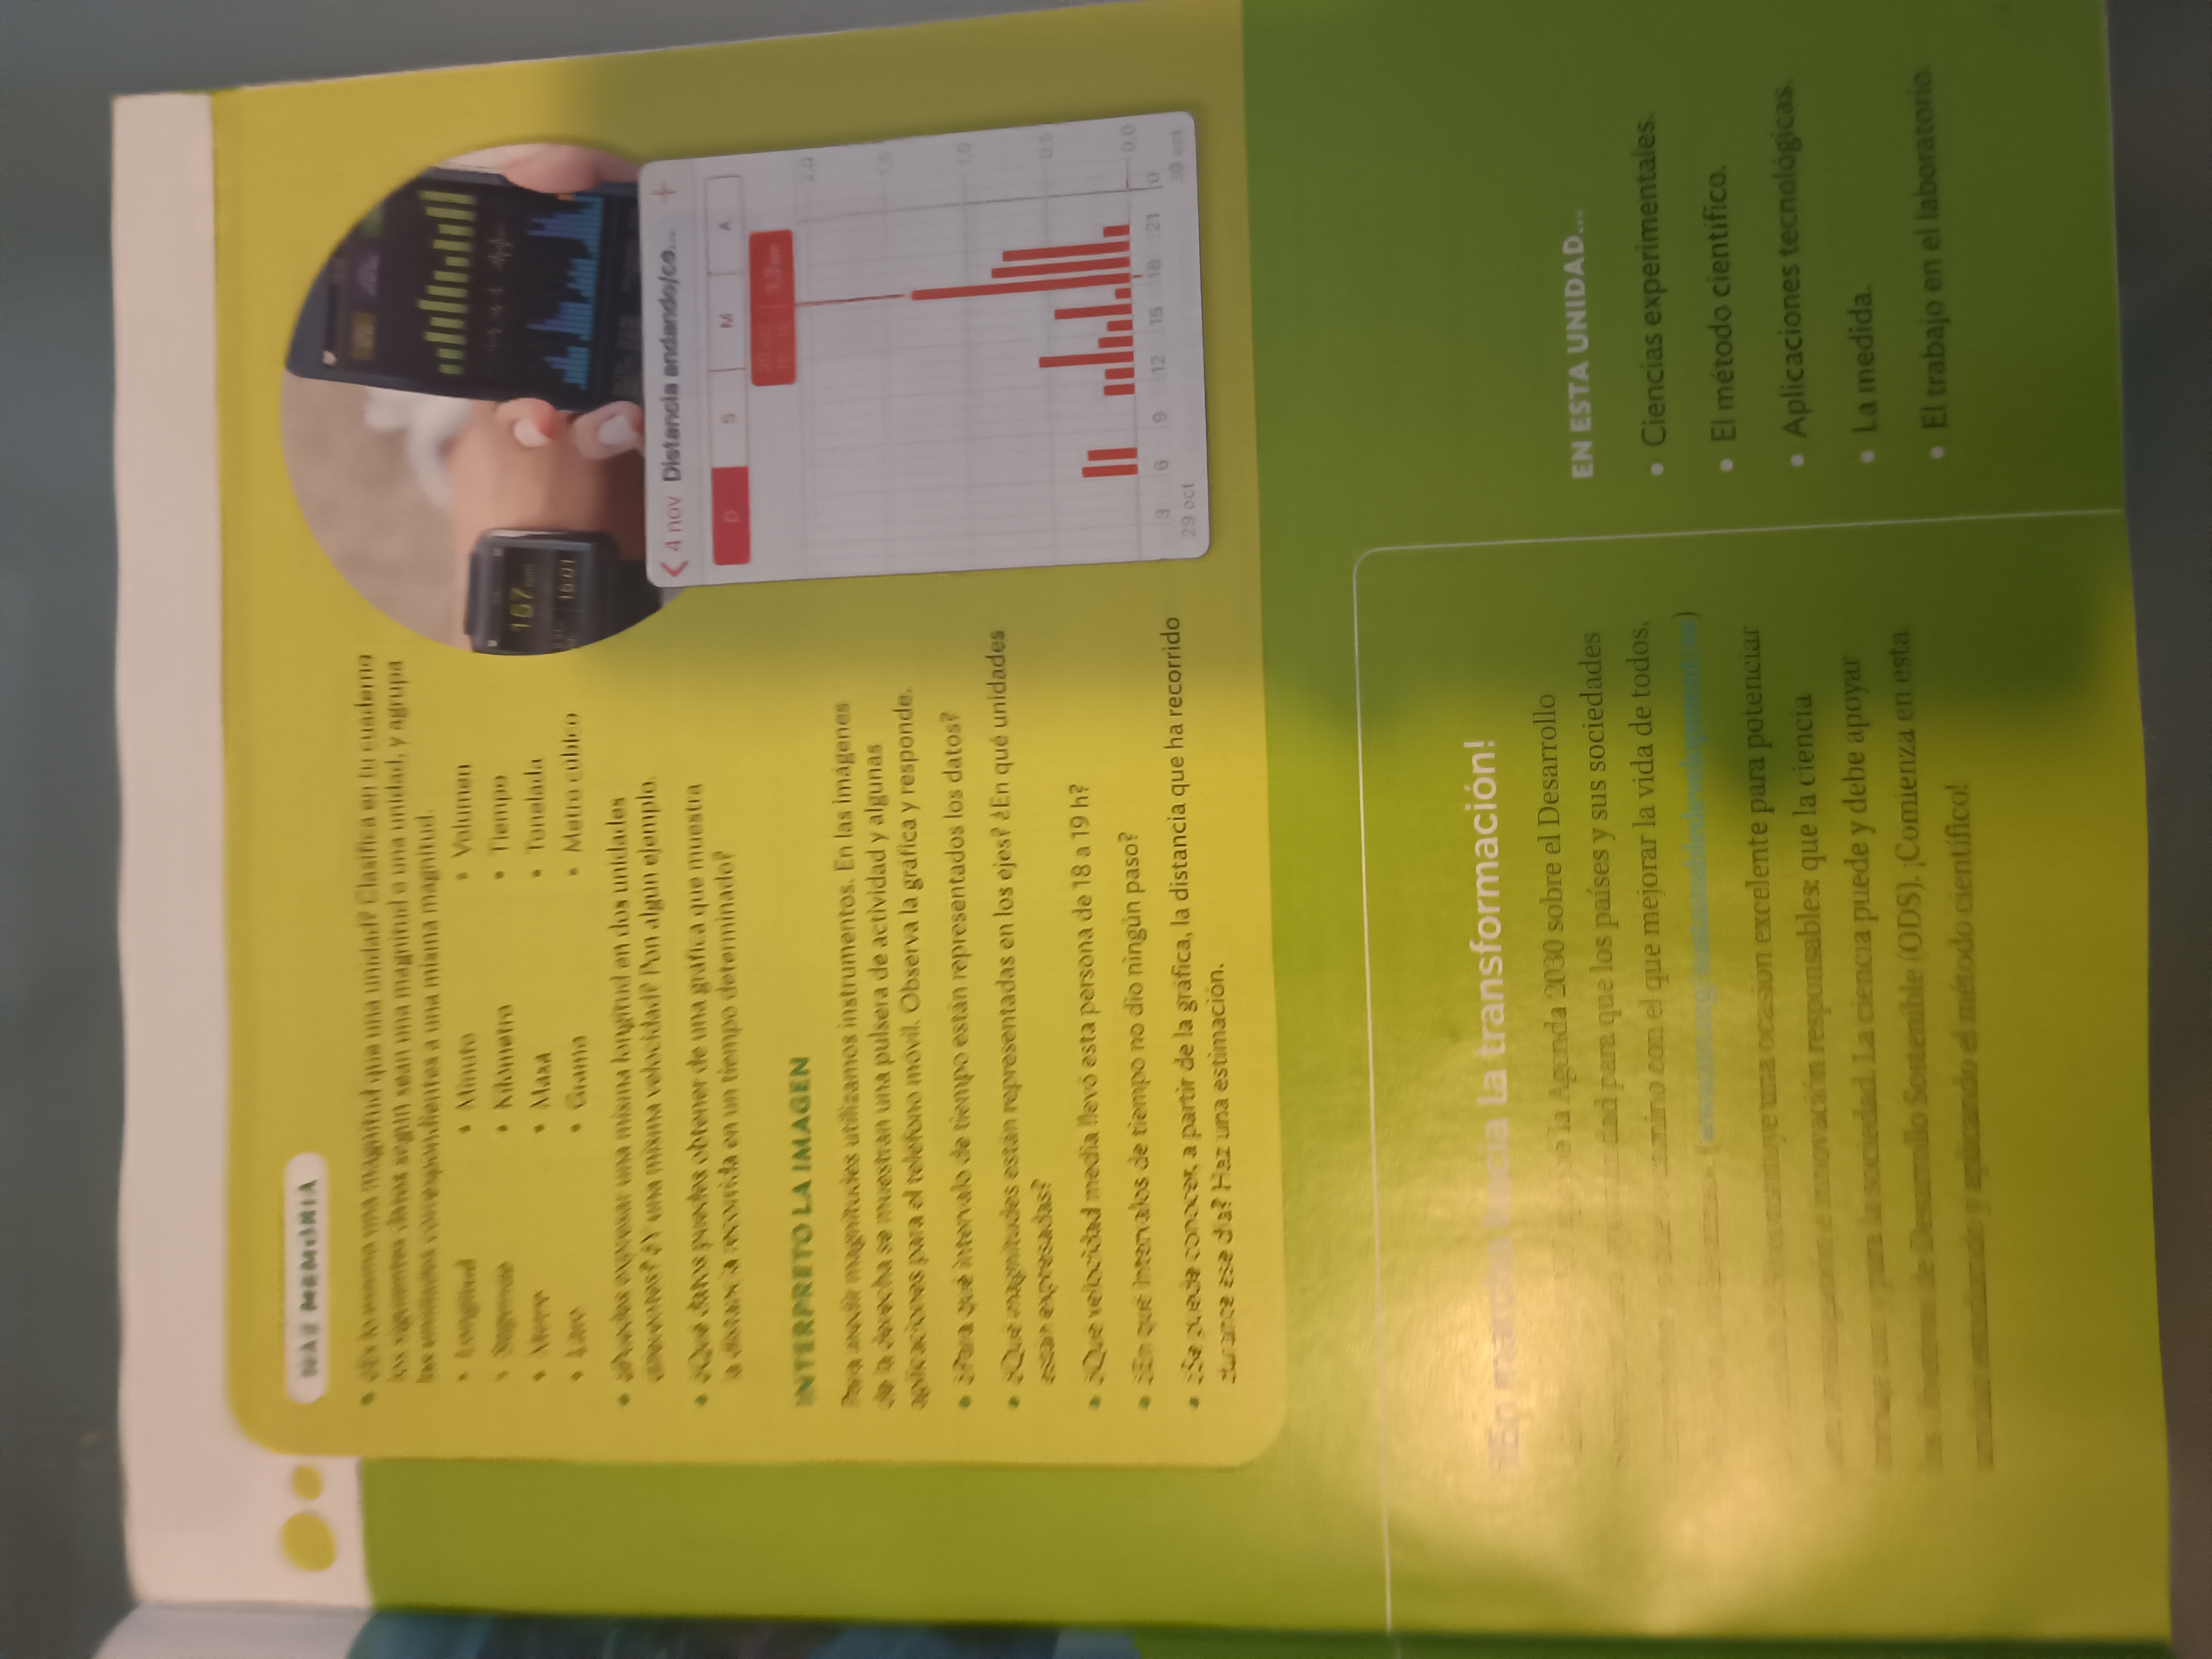 HAZ MEMORIA
• ¿Es lo mismo una magnitud que una unidad? Clasifica en tu cuaderno
los siguientes datos según sean una magnitud o una unidad, y agrupa
las unidades correspondientes a una misma magnitud.
• Longitud • Minuto • Volumen
• Segundo • Kilómetro • Tiempo
• Metro • Masa • Tonelada
• Litro • Gramo • Metro cúbico
• ¿Puedes expresar una misma longitud en dos unidades
diferentes? ¿Y una misma velocidad? Pon algún ejemplo.
• ¿Qué datos puedes obtener de una gráfica que muestra
la distancia recorrida en un tiempo determinado?
INTERPRETO LA IMAGEN
Para medir magnitudes utilizamos instrumentos. En las imágenes
de la derecha se muestran una pulsera de actividad y algunas
aplicaciones para el teléfono móvil. Observa la gráfica y responde.
• ¿Para qué intervalo de tiempo están representados los datos?
• ¿Qué magnitudes están representadas en los ejes? ¿En qué unidades
están expresadas?
• ¿Qué velocidad media llevó esta persona de 18 a 19 h?
• ¿En qué intervalos de tiempo no dio ningún paso?
• ¿Se puede conocer, a partir de la gráfica, la distancia que ha recorrido
durante ese día? Haz una estimación.
167
16:01
4 nov Distancia andando/co... +
D S M A
29 oct
1,3
2,0
1,5
1,0
0,5
0,0
3 6 9 12 15 18 21 0
29 oct 30 oct
¡En marcha hacia la transformación!
la Agenda 2030 sobre el Desarrollo
para que los países y sus sociedades
camino con el que mejorar la vida de todos,
(www.un.org/sustainabledevelopment/es)
constituye una ocasión excelente para potenciar
investigación e innovación responsables: que la ciencia
y para la sociedad. La ciencia puede y debe apoyar
los Objetivos de Desarrollo Sostenible (ODS). ¡Comienza en esta
unidad estudiando y aplicando el método científico!
EN ESTA UNIDAD...
• Ciencias experimentales.
• El método científico.
• Aplicaciones tecnológicas.
• La medida.
• El trabajo en el laboratorio.